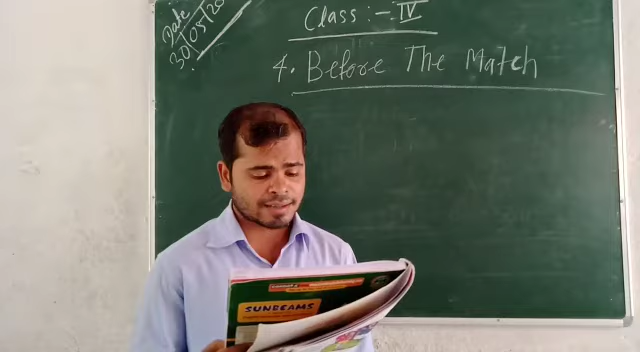 Date
30/05/20
Class :- IV
4. Before The Match
SUNBEAMS